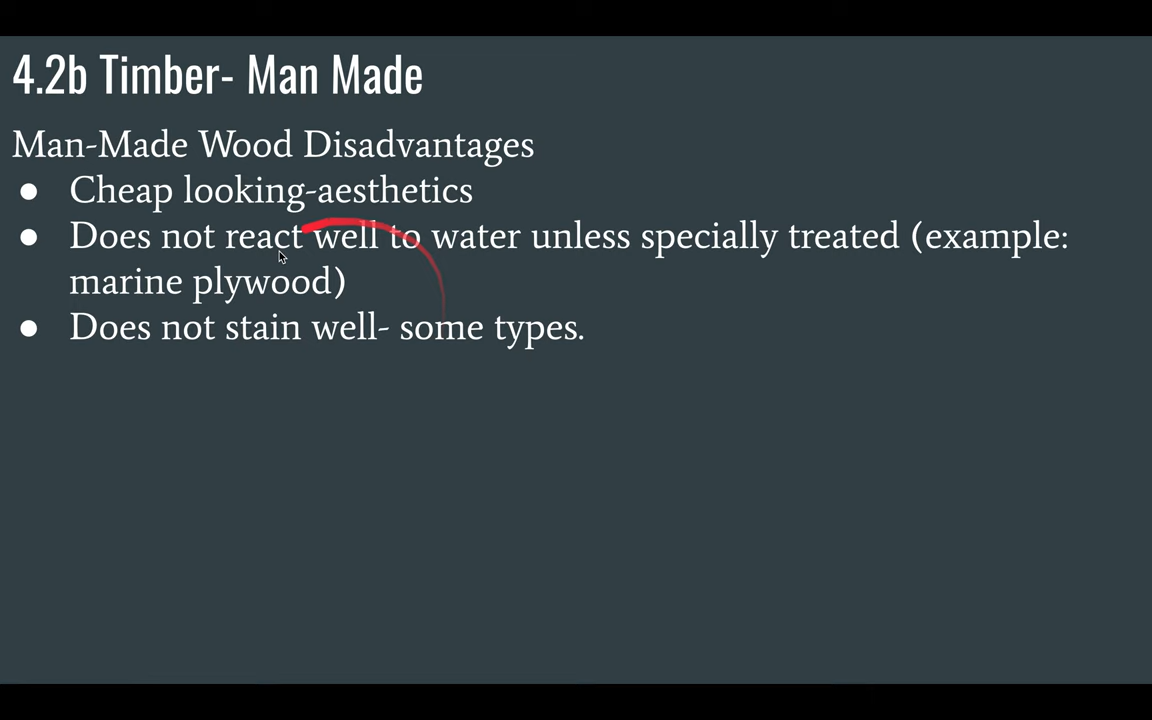 4.2b Timber- Man Made
Man-Made Wood Disadvantages
● Cheap looking-aesthetics
● Does not react well to water unless specially treated (example:
marine plywood)
● Does not stain well- some types.